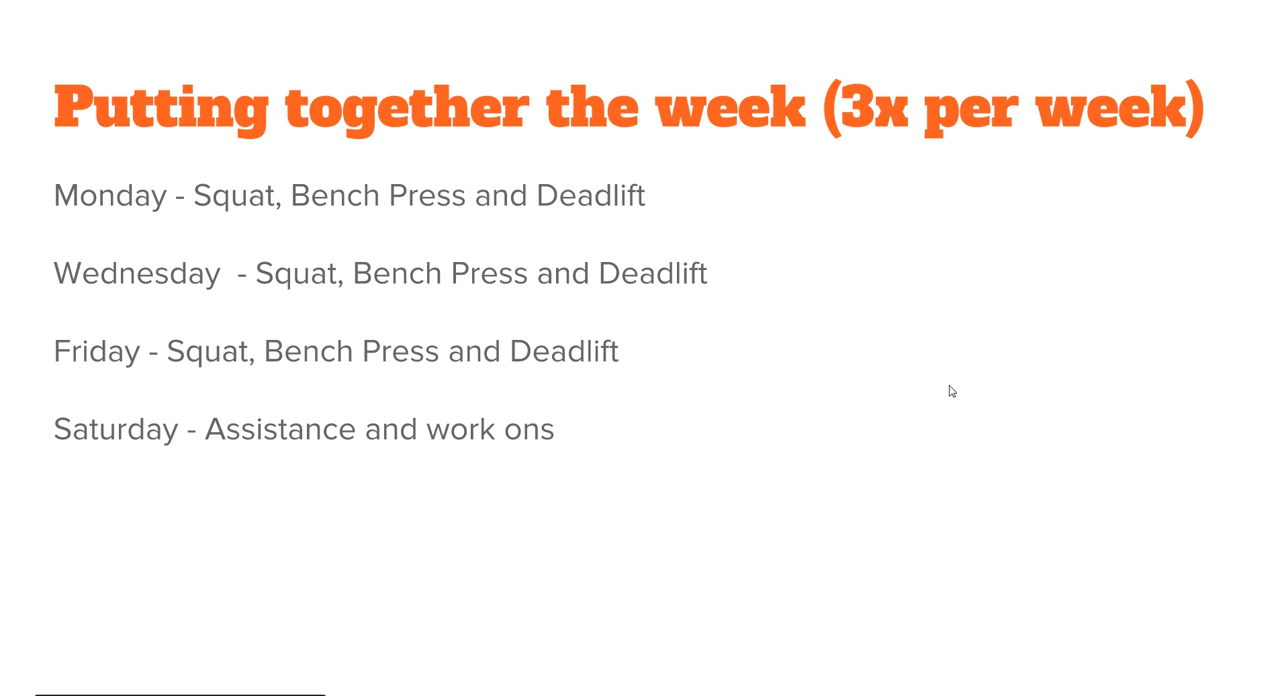 Putting together the week (3x per week)
Monday - Squat, Bench Press and Deadlift
Wednesday  - Squat, Bench Press and Deadlift
Friday - Squat, Bench Press and Deadlift
Saturday - Assistance and work ons